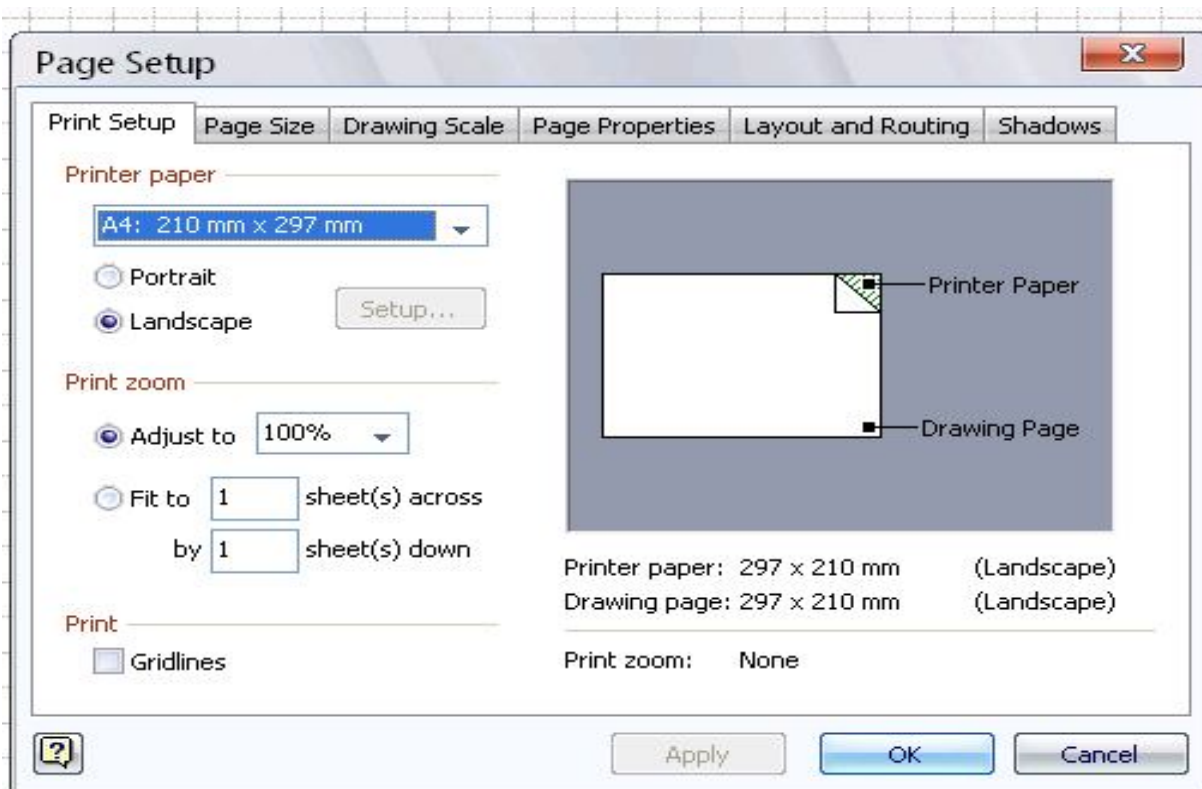 Page Setup
X
Print Setup Page Size Drawing Scale Page Properties Layout and Routing Shadows
Printer paper
A4: 210 mm x 297 mm
Portrait
Landscape
Setup...
Print zoom
Adjust to 100%
Fit to 1 sheet(s) across
by 1 sheet(s) down
Print
Gridlines
Printer Paper
Drawing Page
Printer paper: 297 x 210 mm (Landscape)
Drawing page: 297 x 210 mm (Landscape)
Print zoom: None
?
Apply OK Cancel